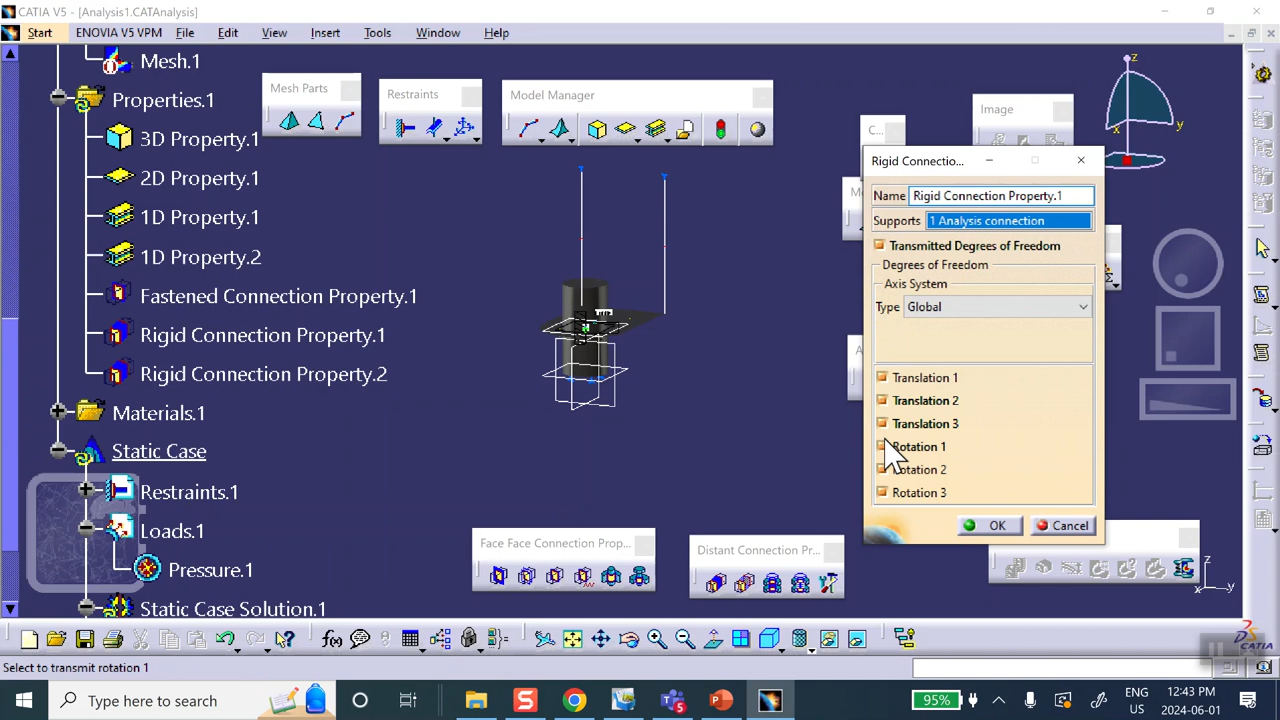 CATIA V5 - [Analysis1.CATAnalysis]
Start ENOVIA V5 VPM File Edit View Insert Tools Window Help
Mesh.1
Properties.1
3D Property.1
2D Property.1
1D Property.1
1D Property.2
Fastened Connection Property.1
Rigid Connection Property.1
Rigid Connection Property.2
Materials.1
Static Case
Restraints.1
Loads.1
Pressure.1
Static Case Solution.1
Mesh Parts
Restraints
Model Manager
C...
Image
z
x
y
Rigid Connectio...
Name Rigid Connection Property.1
Supports 1 Analysis connection
Transmitted Degrees of Freedom
Degrees of Freedom
Axis System
Type Global
Translation 1
Translation 2
Translation 3
Rotation 1
Rotation 2
Rotation 3
OK Cancel
Face Face Connection Prop...
Distant Connection Pr...
z
x
y
f(x)
CATIA
Select to transmit rotation 1
Type here to search
95%
ENG
US
12:43 PM
2024-06-01